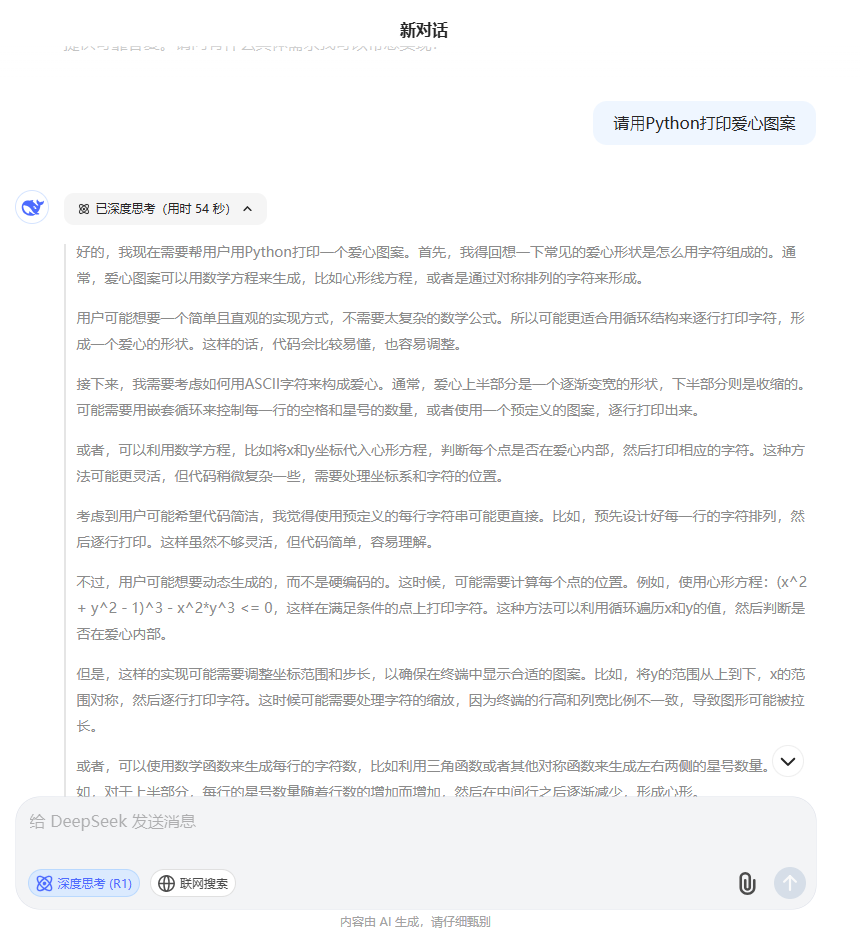 新对话
请用Python打印爱心图案
已深度思考（用时 54 秒）
好的，我现在需要帮用户用Python打印一个爱心图案。首先，我得回想一下常见的爱心形状是怎么用字符组成的。通
常，爱心图案可以用数学方程来生成，比如心形线方程，或者是通过对称排列的字符来形成。
用户可能想要一个简单且直观的实现方式，不需要太复杂的数学公式。所以可能更适合用循环结构来逐行打印字符，形
成一个爱心的形状。这样的话，代码会比较易懂，也容易调整。
接下来，我需要考虑如何用ASCII字符来构成爱心。通常，爱心上半部分是一个逐渐变宽的形状，下半部分则是收缩的。
可能需要用嵌套循环来控制每一行的空格和星号的数量，或者使用一个预定义的图案，逐行打印出来。
或者，可以利用数学方程，比如将x和y坐标代入心形方程，判断每个点是否在爱心内部，然后打印相应的字符。这种方
法可能更灵活，但代码稍微复杂一些，需要处理坐标系和字符的位置。
考虑到用户可能希望代码简洁，我觉得使用预定义的每行字符串可能更直接。比如，预先设计好每一行的字符排列，然
后逐行打印。这样虽然不够灵活，但代码简单，容易理解。
不过，用户可能想要动态生成的，而不是硬编码的。这时候，可能需要计算每个点的位置。例如，使用心形方程：(x^2
+ y^2 - 1)^3 - x^2*y^3 <= 0，这样在满足条件的点上打印字符。这种方法可以利用循环遍历x和y的值，然后判断是
否在爱心内部。
但是，这样的实现可能需要调整坐标范围和步长，以确保在终端中显示合适的图案。比如，将y的范围从上到下，x的范
围对称，然后逐行打印字符。这时候可能需要处理字符的缩放，因为终端的行高和列宽比例不一致，导致图形可能被拉
长。
或者，可以使用数学函数来生成每行的字符数，比如利用三角函数或者其他对称函数来生成左右两侧的星号数量。
如，对于上半部分，每行的星号数量随着行数的增加而增加，然后在中间行之后逐渐减少，形成心形。
给 DeepSeek 发送消息
深度思考 (R1)
联网搜索
内容由 AI 生成，请仔细甄别